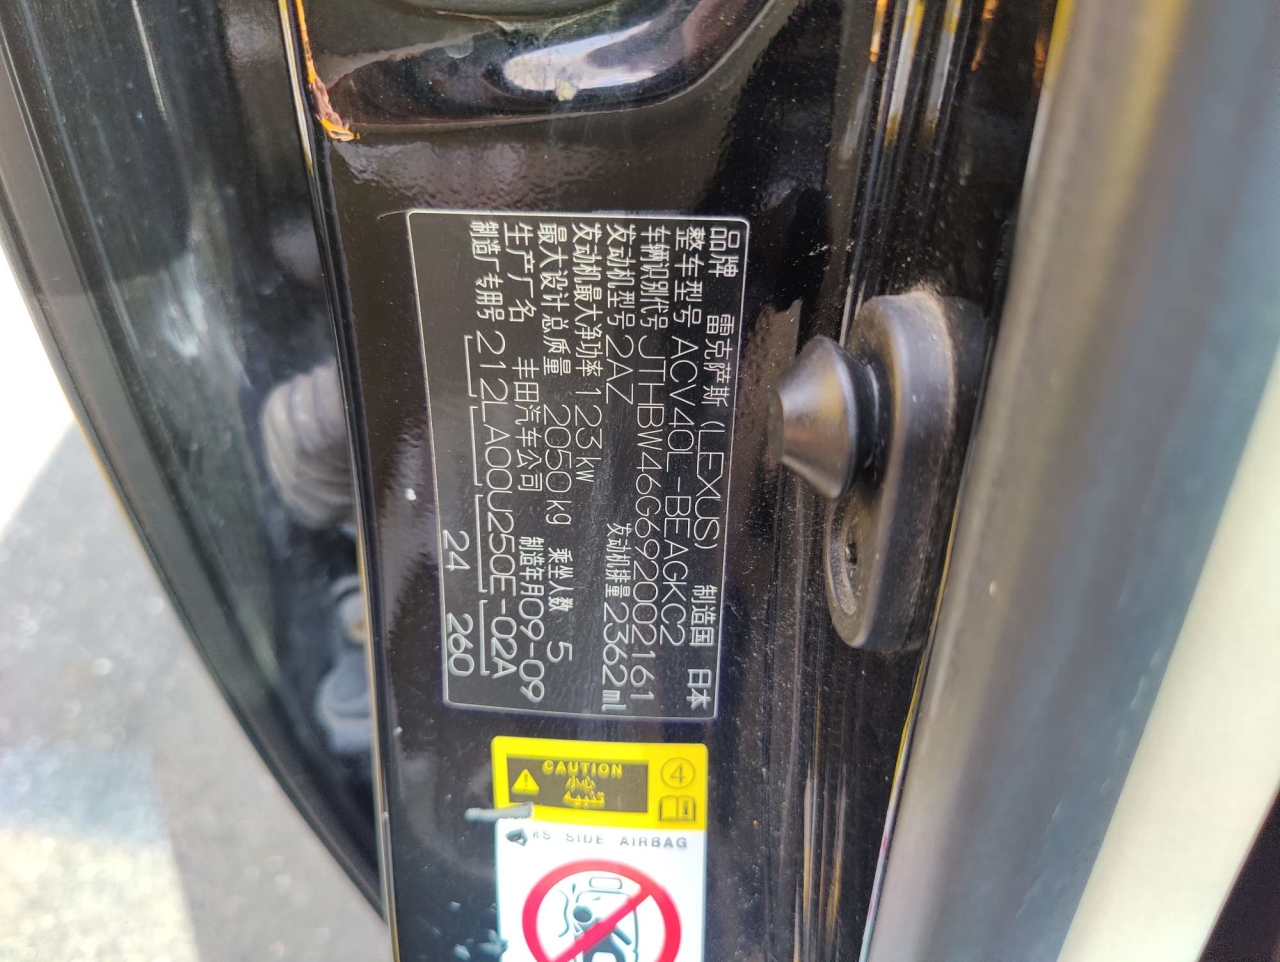 品牌 雷克萨斯 (LEXUS) 制造国 日本
整车型号 ACV40L-BEAGKC2
车辆识别代号 JTHBW46G692002161
发动机型号 2AZ 发动机排量 2362ml
发动机最大净功率 123kw
最大设计总质量 2050kg 乘坐人数 5
生产厂名 丰田汽车公司 制造年月 09-09
制造厂专用号 212LA00U250E-02A
24 260
CAUTION
小心
4
SIDE AIRBAG